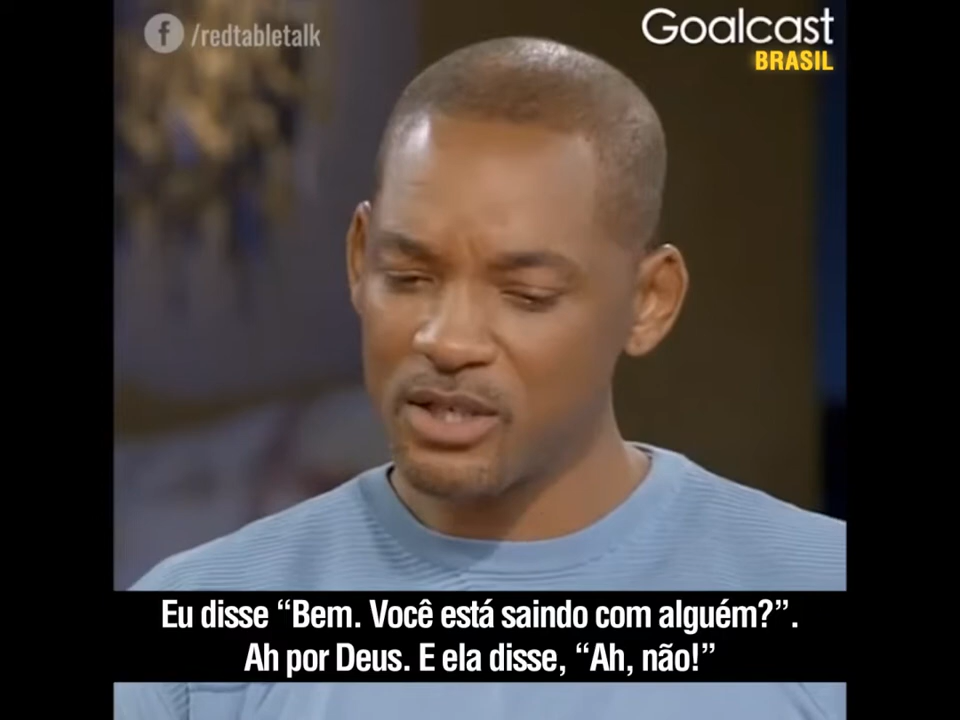 /redtabletalk
Goalcast
BRASIL
Eu disse “Bem. Você está saindo com alguém?”.
Ah por Deus. E ela disse, “Ah, não!”